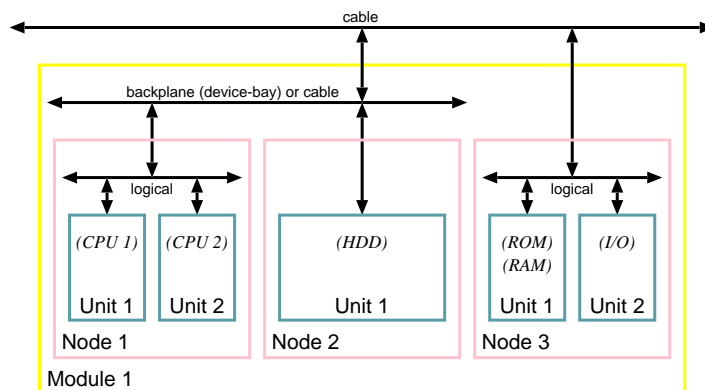 cable
backplane (device-bay) or cable
logical
logical
(CPU 1)
(CPU 2)
(HDD)
(ROM)
(RAM)
(I/O)
Unit 1
Unit 2
Unit 1
Unit 1
Unit 2
Node 1
Node 2
Node 3
Module 1